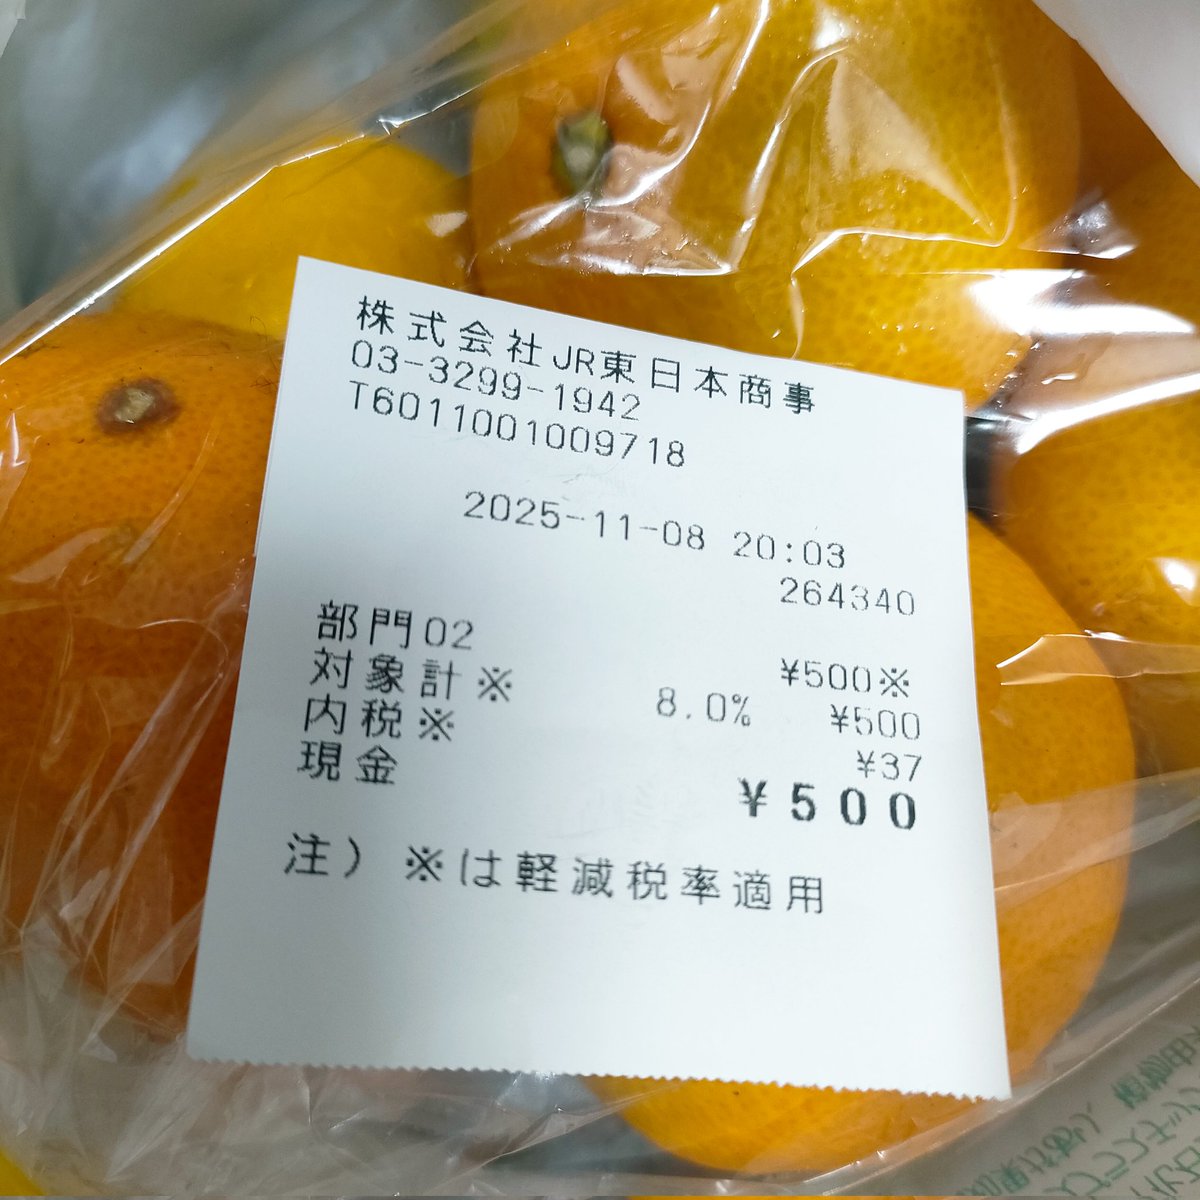 株式会社JR東日本商事
03-3299-1942
T6011001009718
2025-11-08 20:03
264340
部門02 ¥500※
対象計※ 8.0% ¥500
内税※ ¥37
現金 ¥500
注)※は軽減税率適用